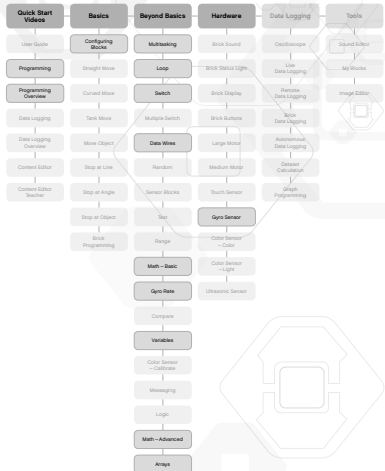 Quick Start
Videos
User Guide
Programming
Programming
Overview
Data Logging
Data Logging
Overview
Content Editor
Content Editor
Teacher
Basics
Configuring
Blocks
Straight Move
Curved Move
Tank Move
Move Object
Stop at Line
Stop at Angle
Stop at Object
Brick
Programming
Beyond Basics
Multitasking
Loop
Switch
Multiple Switch
Data Wires
Random
Sensor Blocks
Text
Range
Math – Basic
Gyro Rate
Compare
Variables
Color Sensor
– Calibrate
Messaging
Logic
Math – Advanced
Arrays
Hardware
Brick Sound
Brick Status Light
Brick Display
Brick Buttons
Large Motor
Medium Motor
Touch Sensor
Gyro Sensor
Color Sensor
– Color
Color Sensor
– Light
Ultrasonic Sensor
Data Logging
Oscilloscope
Live
Data Logging
Remote
Data Logging
Brick
Data Logging
Autonomous
Data Logging
Dataset
Calculation
Graph
Programming
Tools
Sound Editor
My Blocks
Image Editor